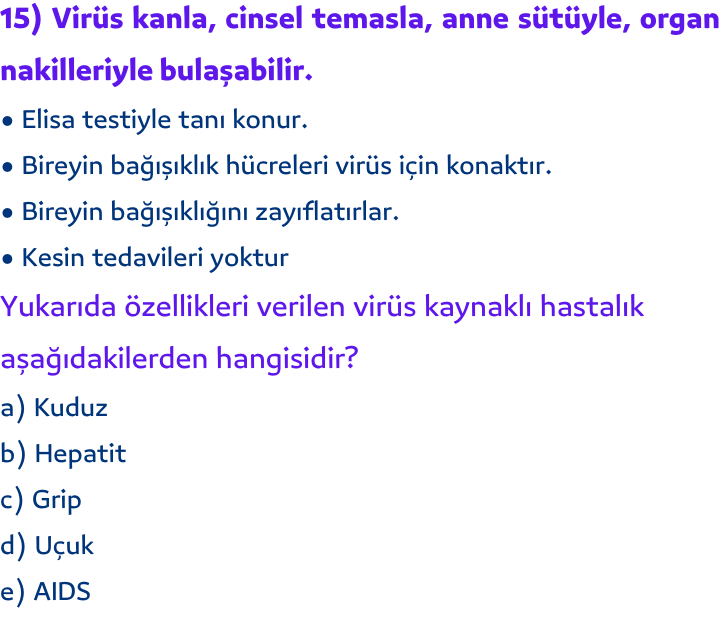 15) Virüs kanla, cinsel temasla, anne sütüyle, organ
nakilleriyle bulaşabilir.
• Elisa testiyle tanı konur.
• Bireyin bağışıklık hücreleri virüs için konaktır.
• Bireyin bağışıklığını zayıflatırlar.
• Kesin tedavileri yoktur
Yukarıda özellikleri verilen virüs kaynaklı hastalık
aşağıdakilerden hangisidir?
a) Kuduz
b) Hepatit
c) Grip
d) Uçuk
e) AIDS